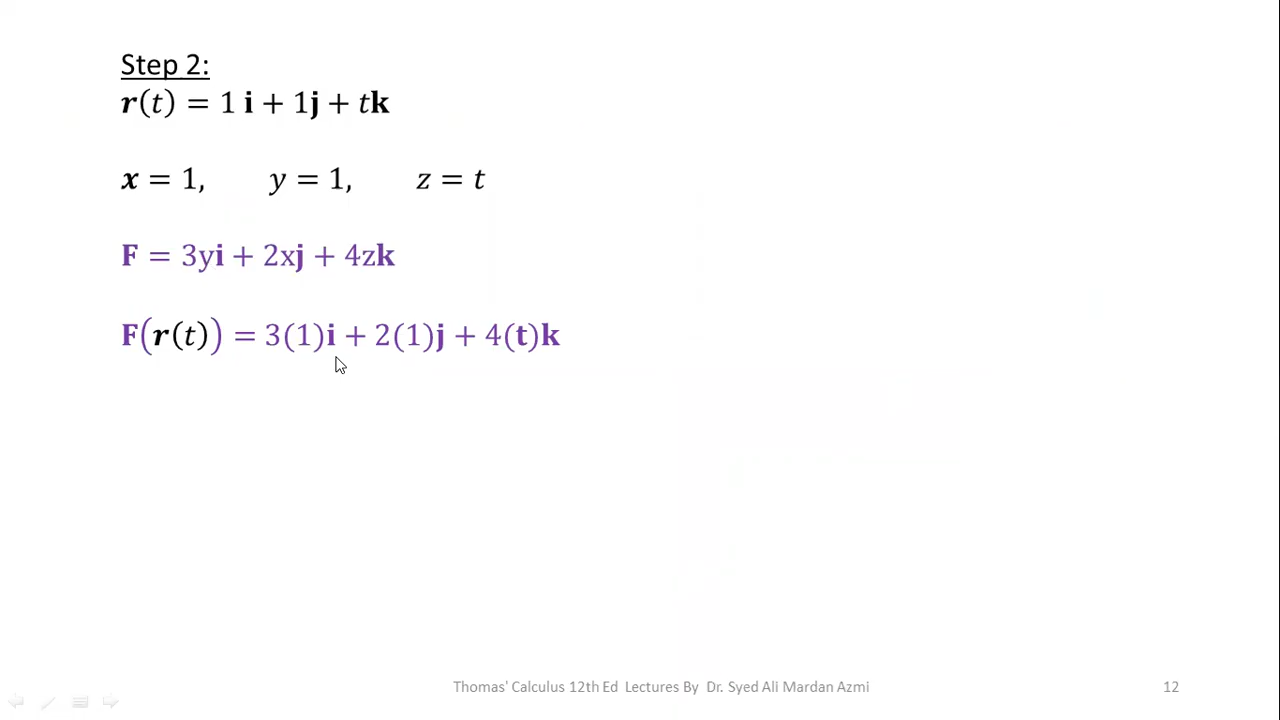 Step 2:
r(t) = 1 i + 1j + tk
x = 1, y = 1, z = t
F = 3yi + 2xj + 4zk
F(r(t)) = 3(1)i + 2(1)j + 4(t)k
Thomas' Calculus 12th Ed Lectures By Dr. Syed Ali Mardan Azmi
12